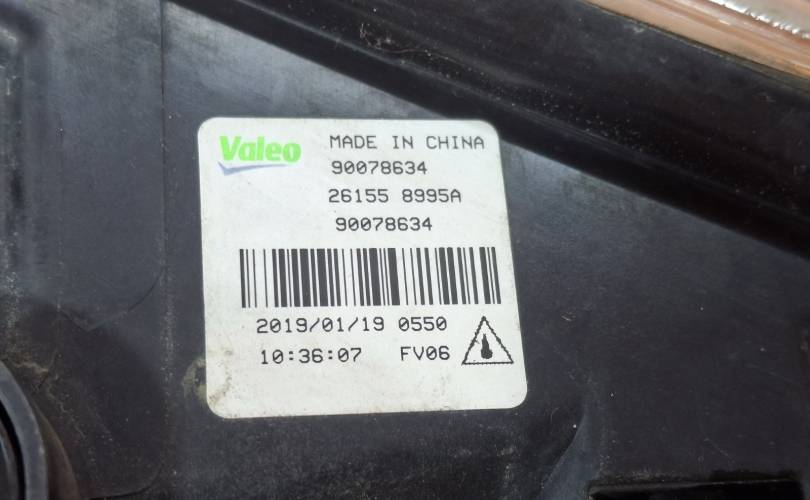 Valeo MADE IN CHINA
90078634
26155 8995A
90078634
2019/01/19 0550
10:36:07 FV06